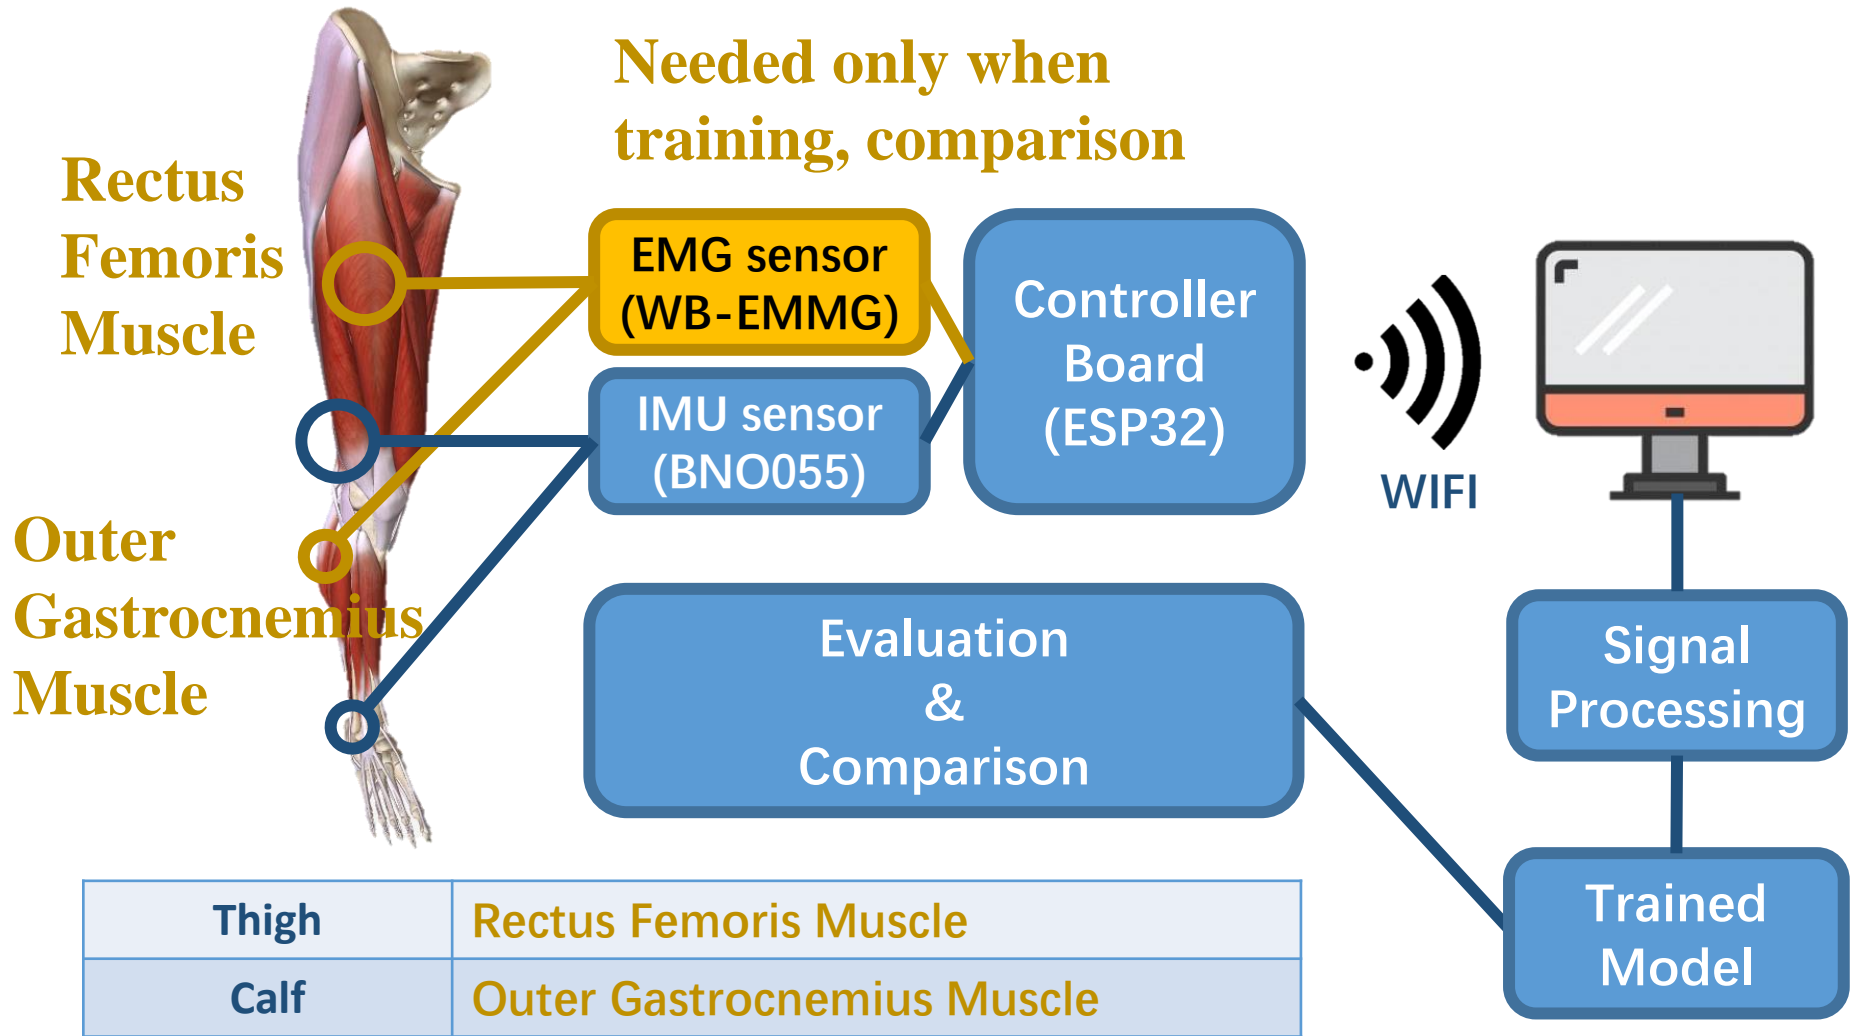 Needed only when
training, comparison
Rectus
Femoris
Muscle
Outer
Gastrocnemius
Muscle
EMG sensor
(WB-EMMG)
IMU sensor
(BNO055)
Controller
Board
(ESP32)
WIFI
Signal
Processing
Trained
Model
Evaluation
&
Comparison
Thigh
Rectus Femoris Muscle
Calf
Outer Gastrocnemius Muscle